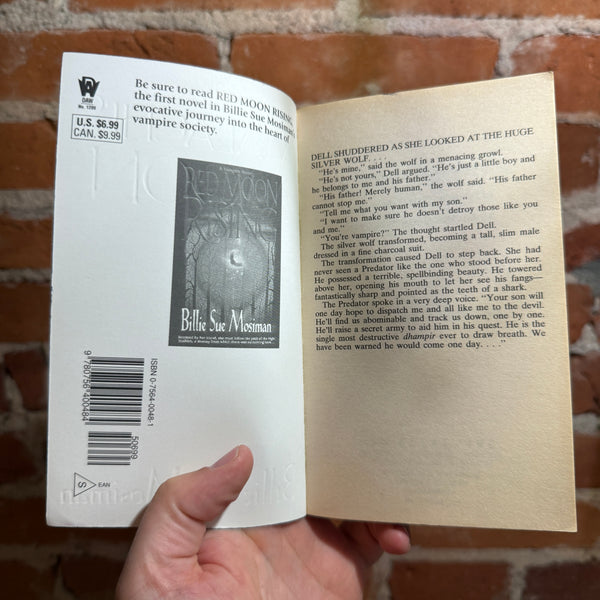 DAW
No. 1208
U.S. $6.99
CAN. $9.99
Be sure to read RED MOON RISING
the first novel in Billie Sue Mosiman's
evocative journey into the heart of
vampire society.
RED MOON
RISING
Billie Sue Mosiman
ISBN 0-7564-0048-1
9 780756 400484
50699
S
EAN
DELL SHUDDERED AS SHE LOOKED AT THE HUGE
SILVER WOLF. . . .
"He's mine," said the wolf in a menacing growl.
"He's not yours," Dell argued. "He's just a little boy and
he belongs to me and his father."
"His father! Merely human," the wolf said. "His father
cannot stop me."
"Tell me what you want with my son."
"I want to make sure he doesn't detroy those like you
and me."
"You're vampire?" The thought startled Dell.
The silver wolf transformed, becoming a tall, slim male
dressed in a fine charcoal suit.
The transformation caused Dell to step back. She had
never seen a Predator like the one who stood before her.
He possessed a terrible, spellbinding beauty. He towered
above her, opening his mouth to let her see his fangs—
fantastically sharp and pointed as the teeth of a shark.
The Predator spoke in a very deep voice. "Your son will
one day hope to dispatch me and all like me to the devil.
He'll find us abominable and track us down, one by one.
He'll raise a secret army to aid him in his quest. He is the
single most destructive dhampir ever to draw breath. We
have been warned he would come one day. . . ."